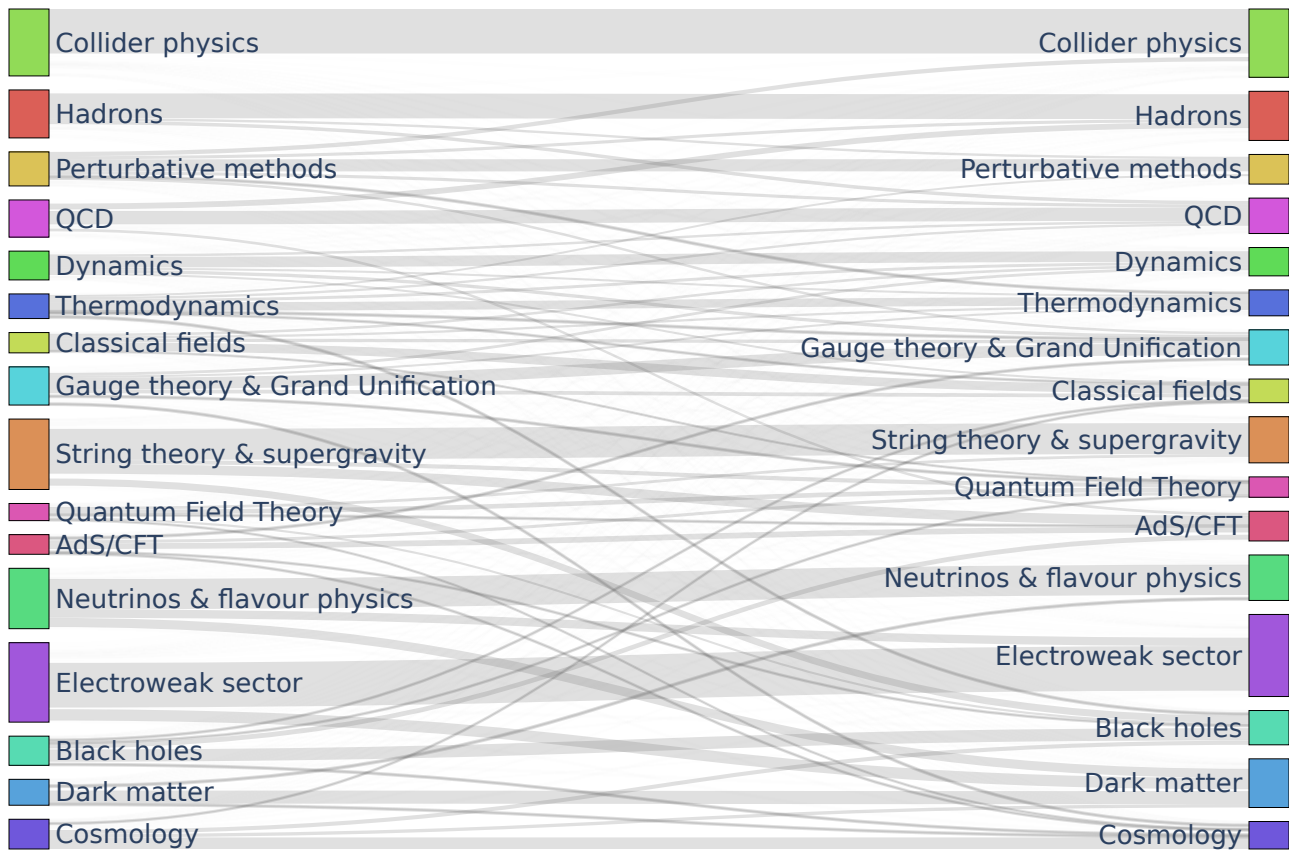 Collider physics
Hadrons
Perturbative methods
QCD
Dynamics
Thermodynamics
Classical fields
Gauge theory & Grand Unification
String theory & supergravity
Quantum Field Theory
AdS/CFT
Neutrinos & flavour physics
Electroweak sector
Black holes
Dark matter
Cosmology
Collider physics
Hadrons
Perturbative methods
QCD
Dynamics
Thermodynamics
Gauge theory & Grand Unification
Classical fields
String theory & supergravity
Quantum Field Theory
AdS/CFT
Neutrinos & flavour physics
Electroweak sector
Black holes
Dark matter
Cosmology